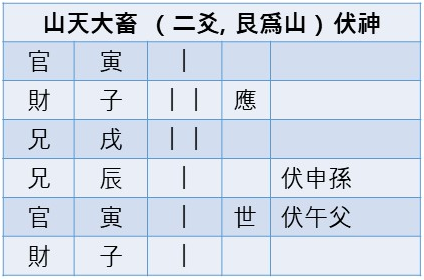 山天大畜 ( 二爻, 艮爲山 ) 伏神
官 寅 |
財 子 | | 應
兄 戌 | |
兄 辰 | 伏申孫
官 寅 | 世 伏午父
財 子 |